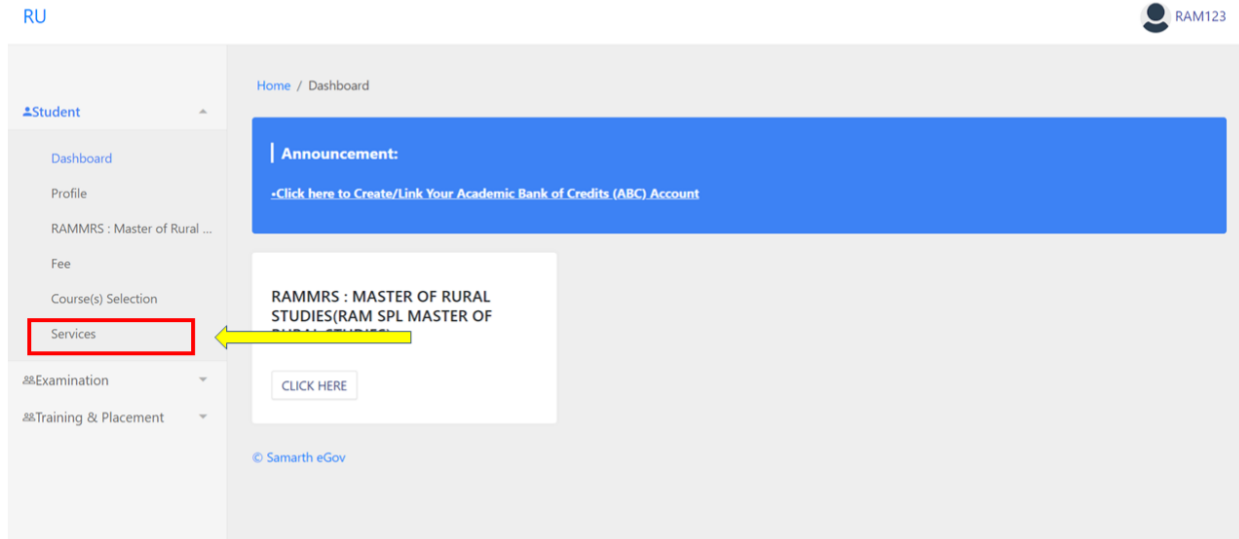 RU
RAM123
Home / Dashboard
Student
Dashboard
Profile
RAMMRS : Master of Rural ...
Fee
Course(s) Selection
Services
Examination
Training & Placement
Announcement:
•Click here to Create/Link Your Academic Bank of Credits (ABC) Account
RAMMRS : MASTER OF RURAL
STUDIES(RAM SPL MASTER OF
CLICK HERE
© Samarth eGov